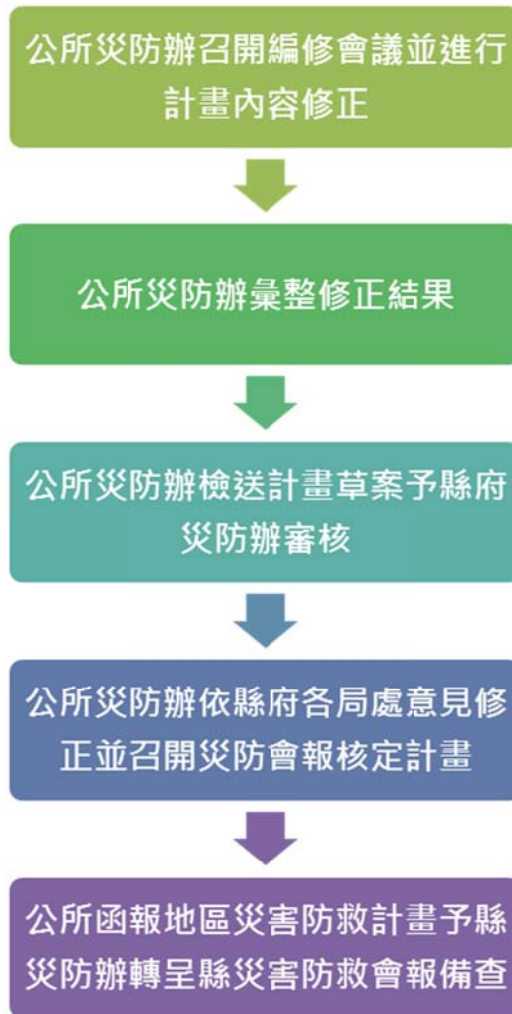 公所災防辦召開編修會議並進行
計畫內容修正
公所災防辦彙整修正結果
公所災防辦檢送計畫草案予縣府
災防辦審核
公所災防辦依縣府各局處意見修
正並召開災防會報核定計畫
公所函報地區災害防救計畫予縣
災防辦轉呈縣災害防救會報備查